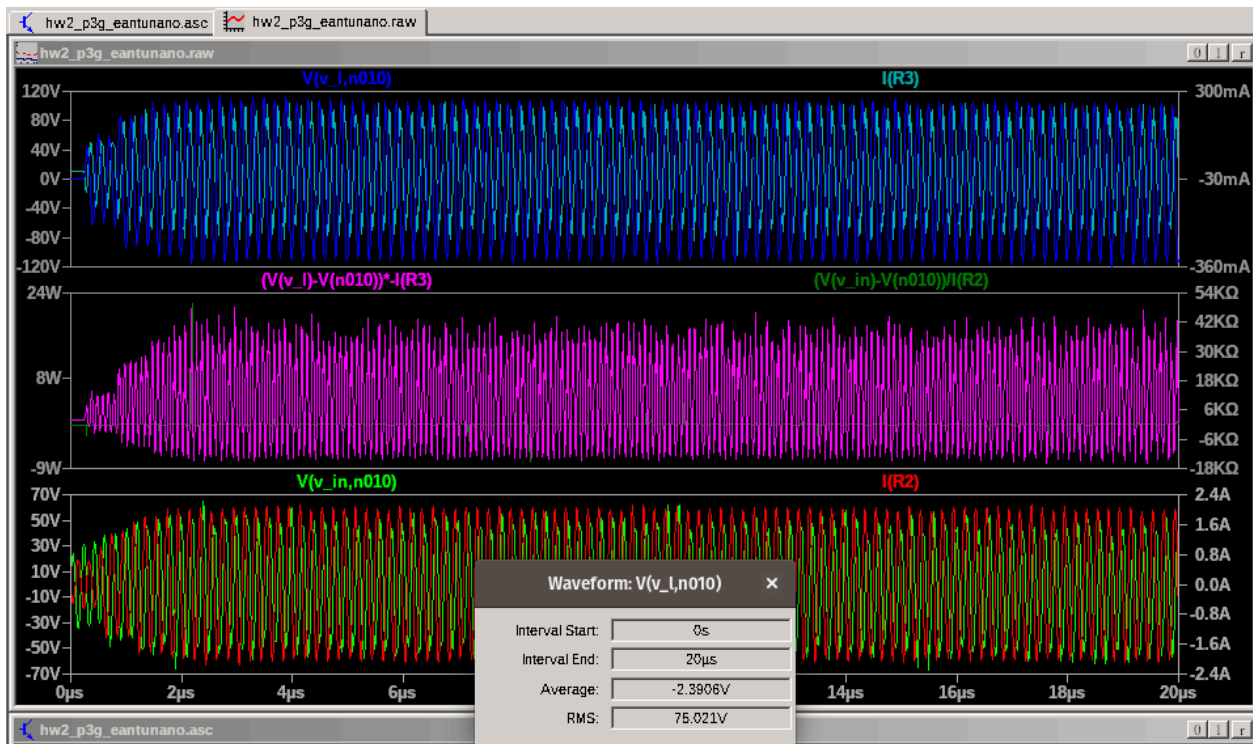 hw2_p3g_eantunano.asc hw2_p3g_eantunano.raw
hw2_p3g_eantunano.raw 0 1 r
V(v_l,n010) I(R3)
120V 300mA
80V
40V
0V -30mA
-40V
-80V
-120V -360mA
(V(v_l)-V(n010))*-I(R3) (V(v_in)-V(n010))/I(R2)
24W 54KΩ
42KΩ
30KΩ
8W 18KΩ
6KΩ
-6KΩ
-9W -18KΩ
V(v_in,n010) I(R2)
70V 2.4A
50V 1.6A
30V 0.8A
10V 0.0A
-10V
-30V -0.8A
-50V -1.6A
-70V -2.4A
0µs 2µs 4µs 6µs 14µs 16µs 18µs 20µs
Waveform: V(v_l,n010) ×
Interval Start: 0s
Interval End: 20µs
Average: -2.3906V
RMS: 75.021V
hw2_p3g_eantunano.asc 0 1 r